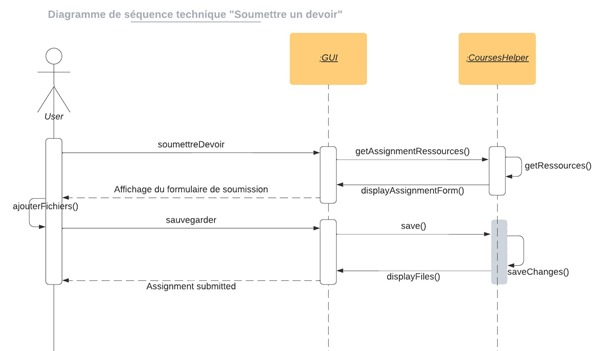 Diagramme de séquence technique "Soumettre un devoir"
:GUI
:CoursesHelper
User
soumettreDevoir
getAssignmentRessources()
getRessources()
Affichage du formulaire de soumission
displayAssignmentForm()
ajouterFichiers()
sauvegarder
save()
saveChanges()
displayFiles()
Assignment submitted